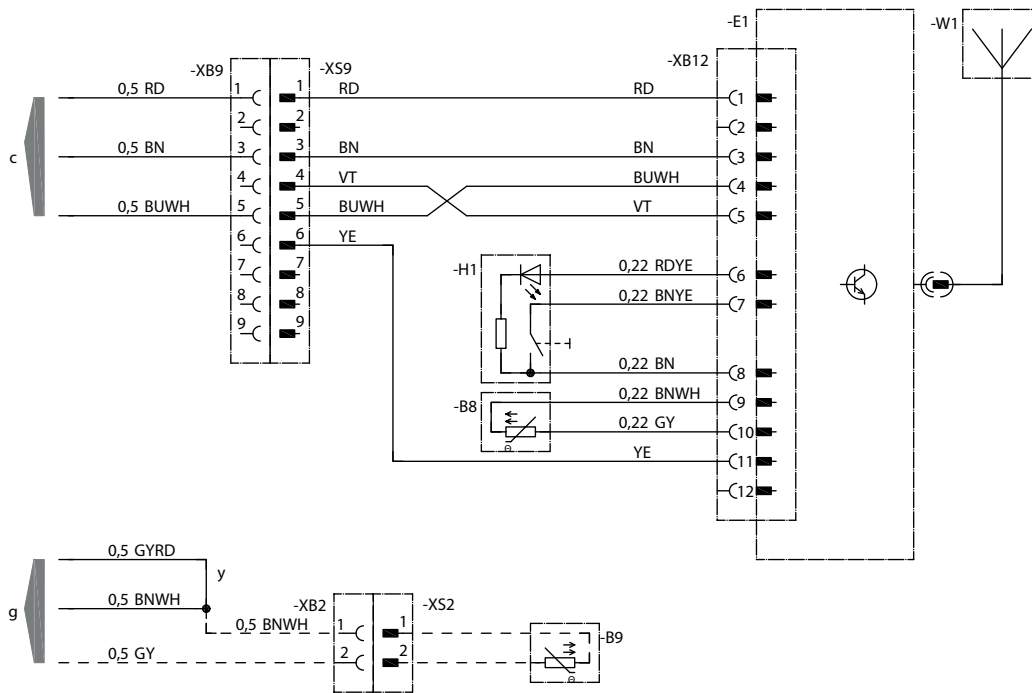 -E1
-W1
-XB9
-XS9
-XB12
0,5 RD
1
1
RD
RD
1
2
2
2
c
0,5 BN
3
3
BN
BN
3
4
4
VT
BUWH
4
0,5 BUWH
5
5
BUWH
VT
5
6
6
YE
-H1
0,22 RDYE
6
7
7
0,22 BNYE
7
8
8
9
9
0,22 BN
8
-B8
0,22 BNWH
9
0,22 GY
10
Θ
YE
11
12
0,5 GYRD
y
g
0,5 BNWH
-XB2
-XS2
0,5 BNWH
1
1
-B9
0,5 GY
2
2
Θ